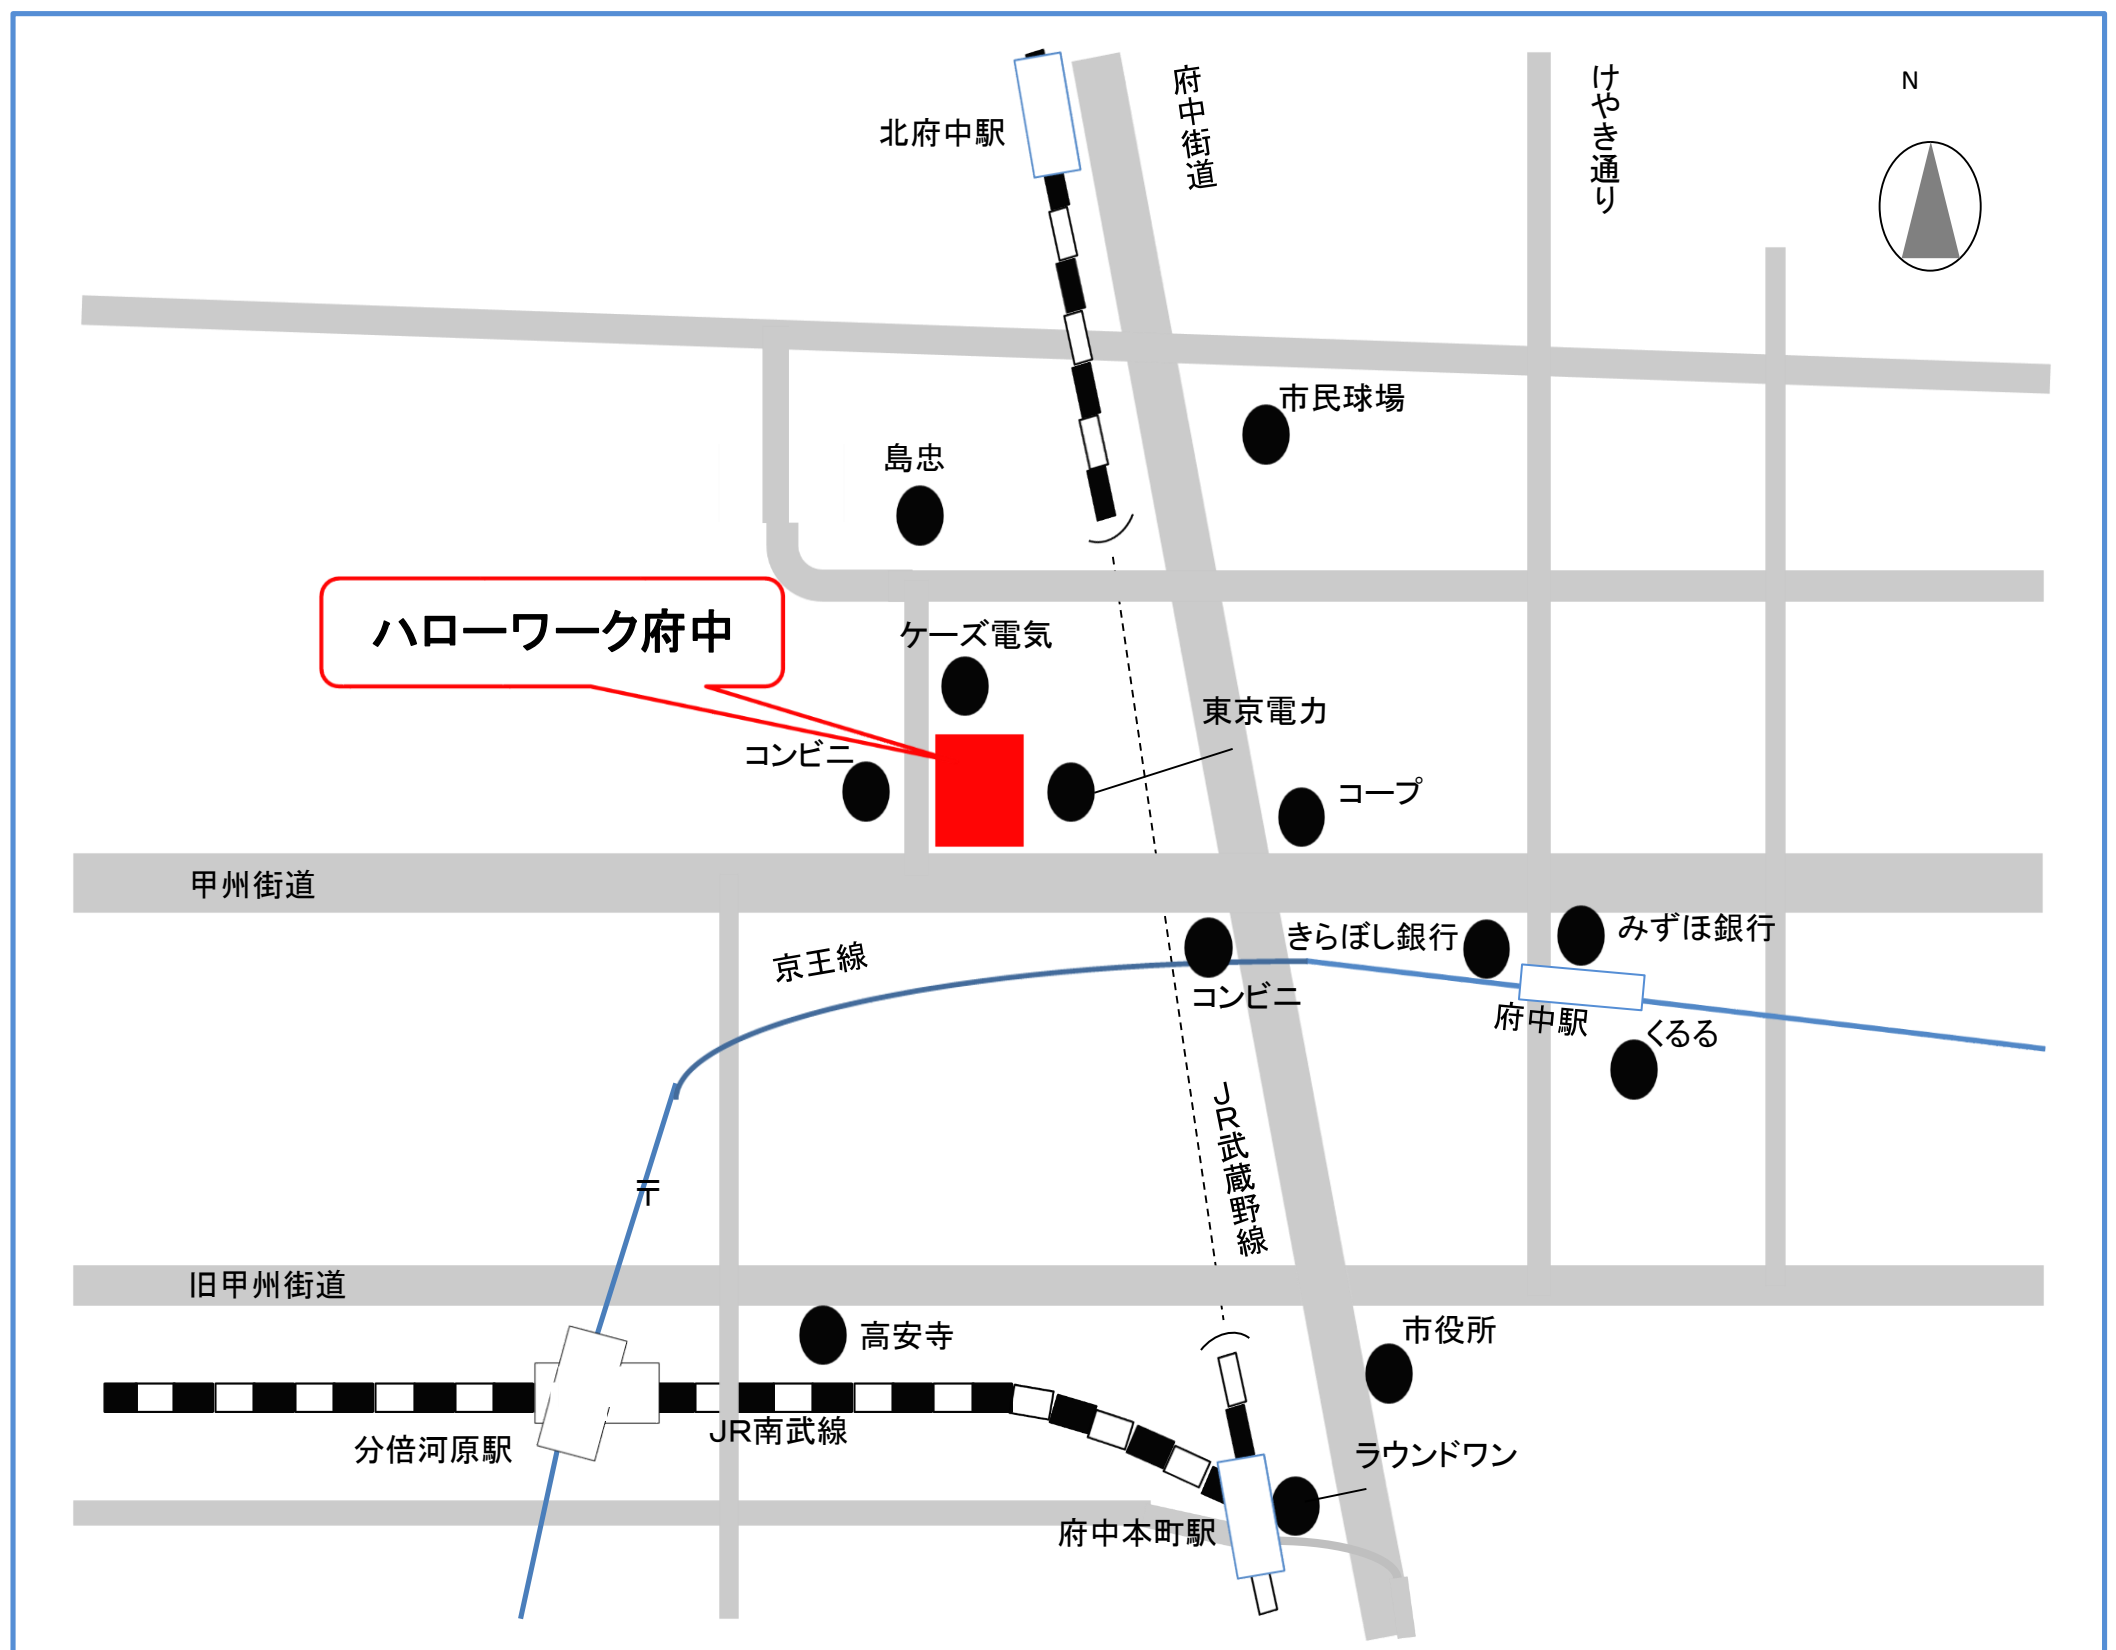 府中街道
けやき通り
N
北府中駅
市民球場
島忠
ハローワーク府中
ケーズ電気
東京電力
コンビニ
コープ
甲州街道
京王線
きらぼし銀行
みずほ銀行
コンビニ
府中駅
くるる
JR武蔵野線
〒
旧甲州街道
高安寺
市役所
分倍河原駅
JR南武線
ラウンドワン
府中本町駅